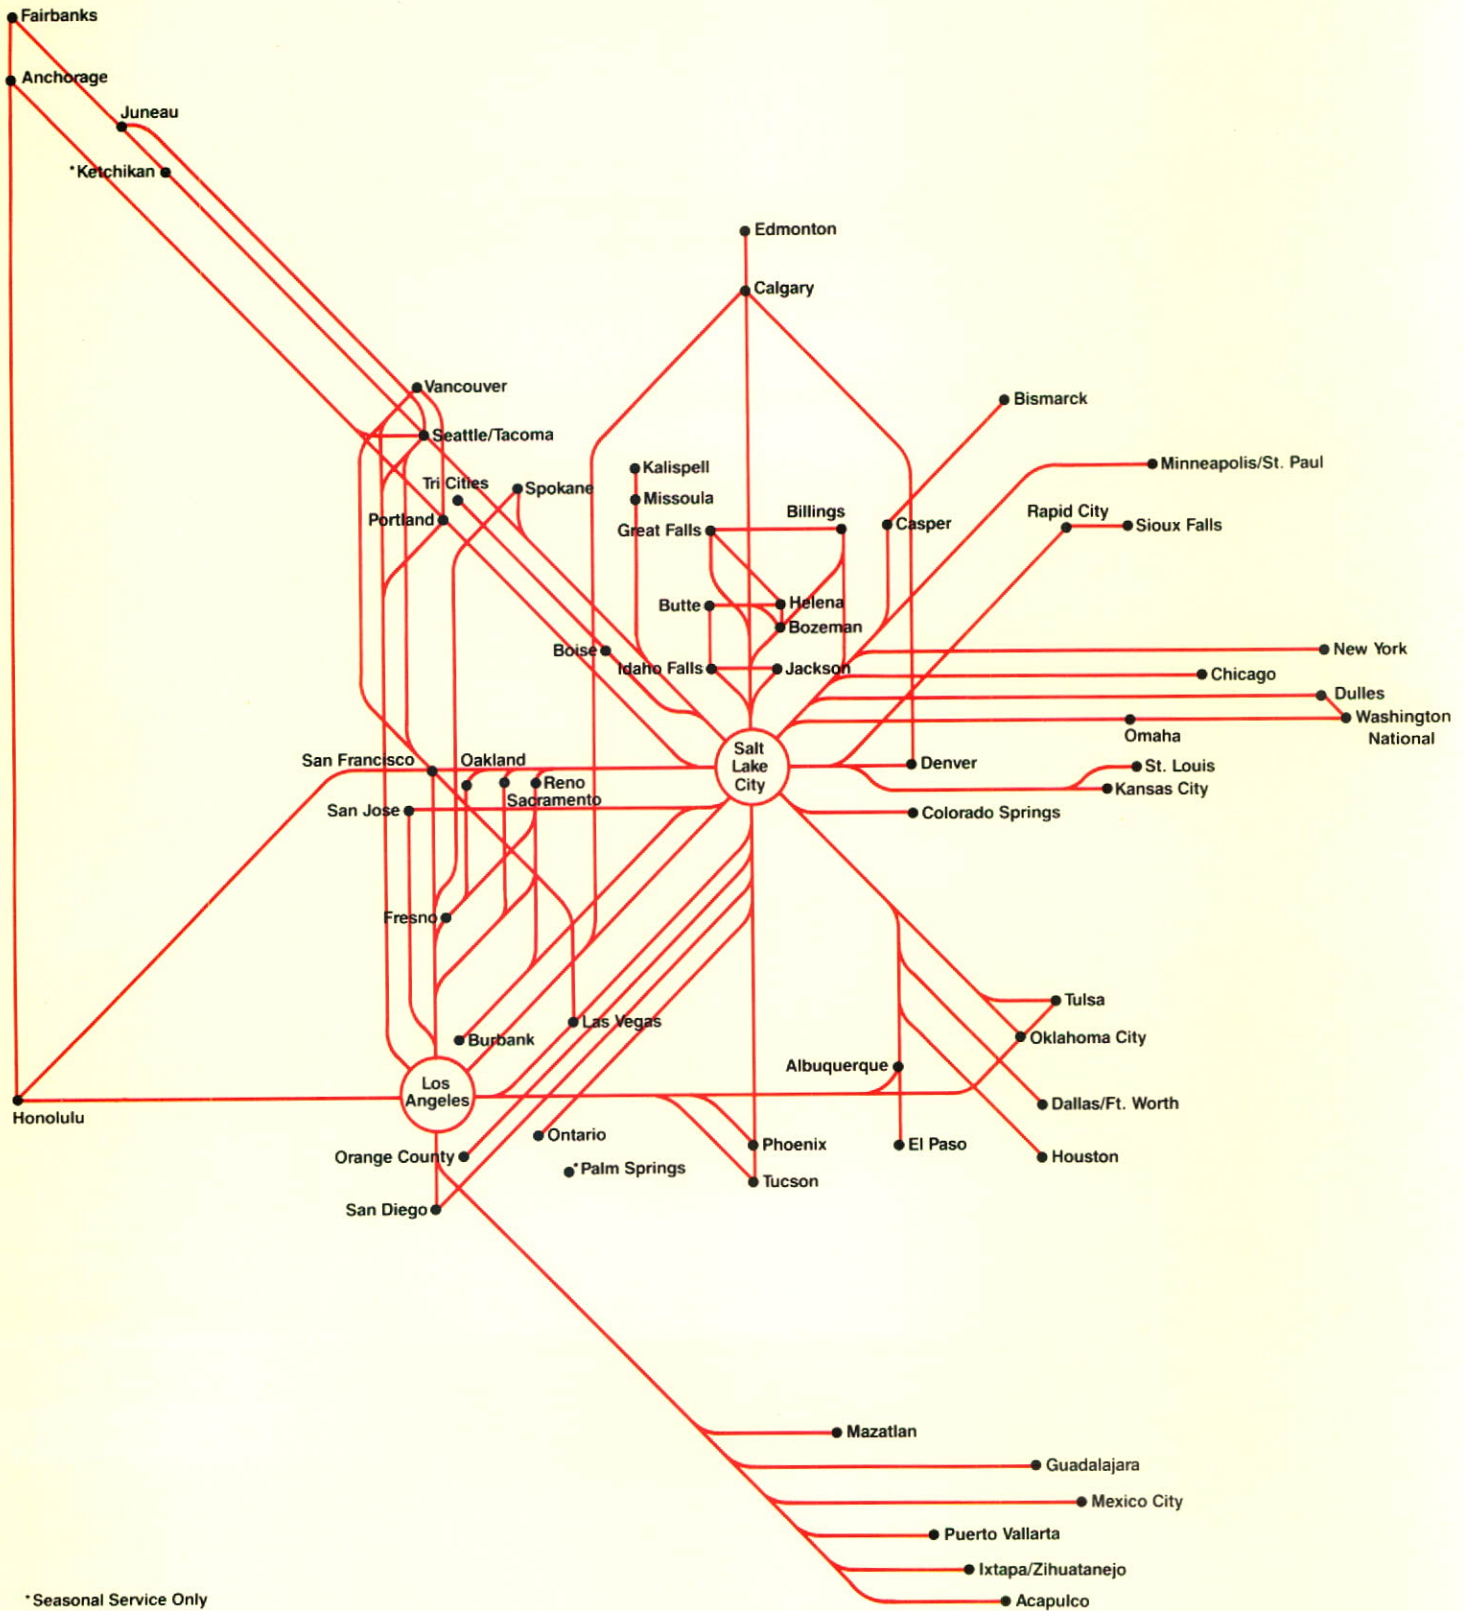 Fairbanks
Anchorage
Juneau
*Ketchikan
Edmonton
Calgary
Vancouver
Bismarck
Seattle/Tacoma
Minneapolis/St. Paul
Kalispell
Tri Cities
Spokane
Missoula
Billings
Rapid City
Portland
Great Falls
Casper
Sioux Falls
Butte
Helena
Bozeman
Boise
New York
Idaho Falls
Jackson
Chicago
Dulles
Washington
National
Omaha
San Francisco
Oakland
Salt
Lake
City
Denver
St. Louis
Reno
Kansas City
Sacramento
San Jose
Colorado Springs
Fresno
Tulsa
Las Vegas
Burbank
Oklahoma City
Albuquerque
Los
Angeles
Dallas/Ft. Worth
Honolulu
Ontario
Phoenix
El Paso
Orange County
Houston
*Palm Springs
Tucson
San Diego
Mazatlan
Guadalajara
Mexico City
Puerto Vallarta
Ixtapa/Zihuatanejo
Acapulco
*Seasonal Service Only